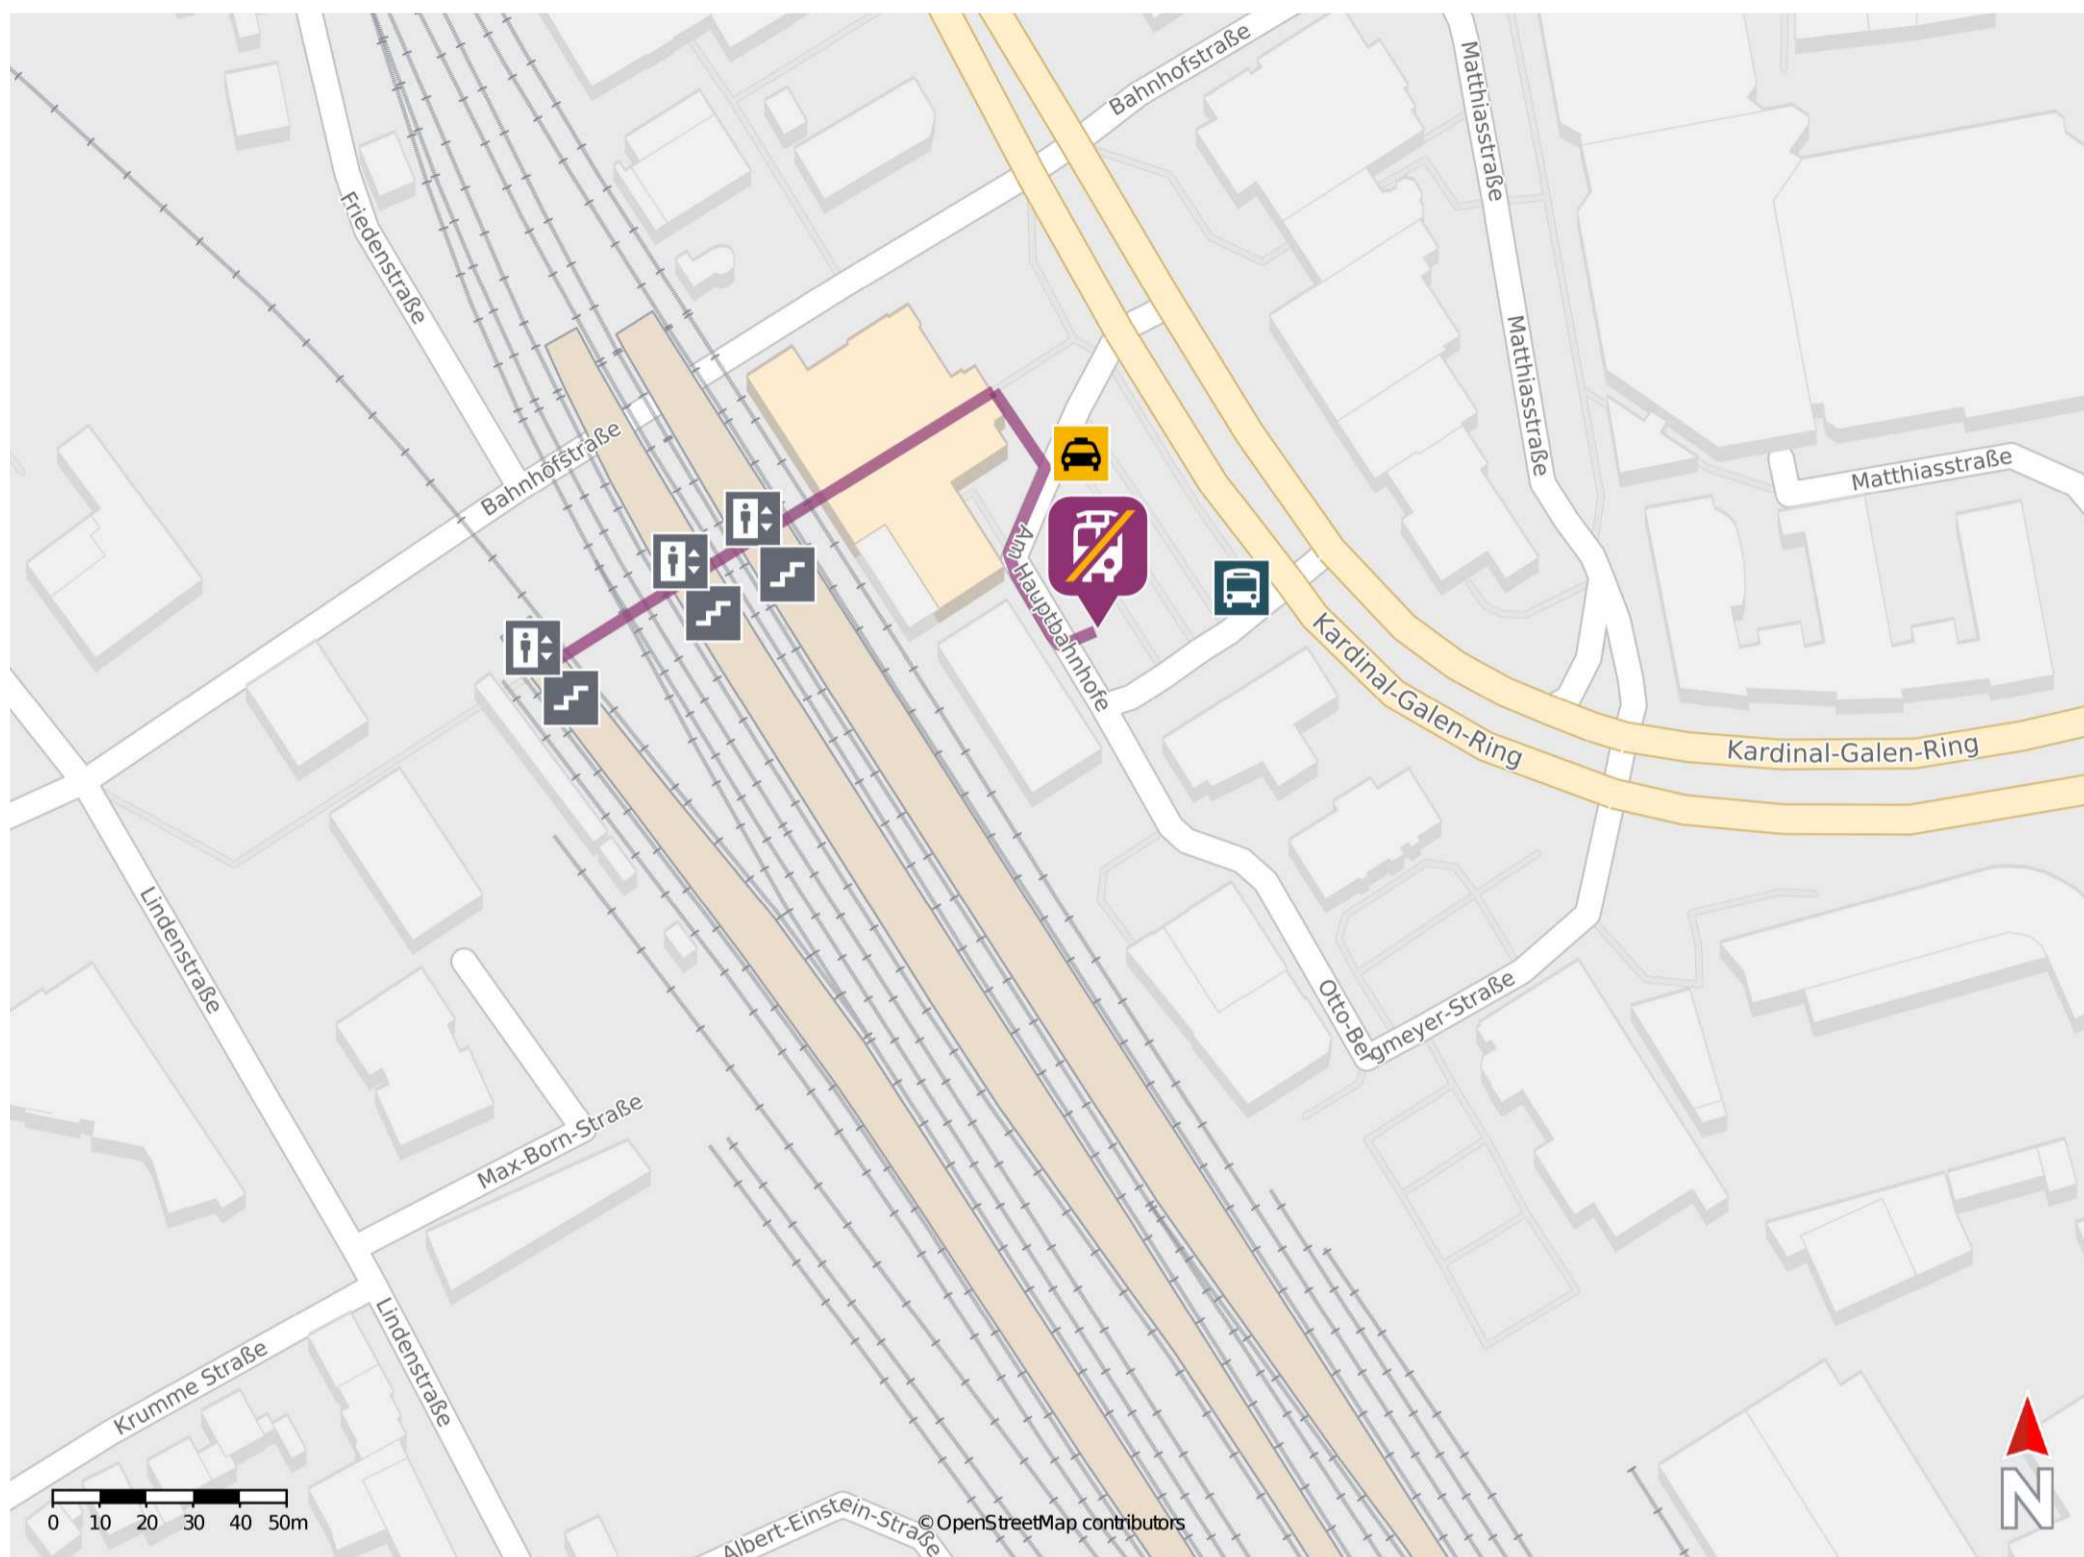 Bahnhofstraße
Matthiasstraße
Friedenstraße
Matthiasstraße
Bahnhofstraße
Matthiasstraße
Am Hauptbahnhofe
Kardinal-Galen-Ring
Kardinal-Galen-Ring
Lindenstraße
Otto-Bergmeyer-Straße
Max-Born-Straße
Lindenstraße
Krumme Straße
N
0 10 20 30 40 50m
Albert-Einstein-Straße
© OpenStreetMap contributors